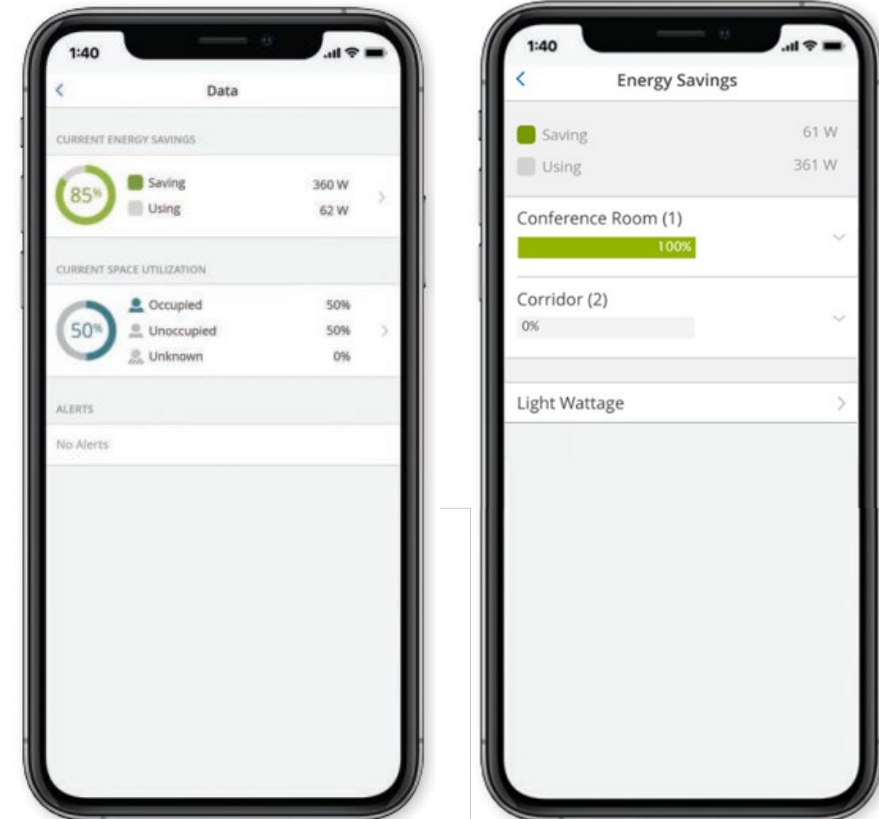 1:40
Data
CURRENT ENERGY SAVINGS
85%
Saving 360 W
Using 62 W
CURRENT SPACE UTILIZATION
50%
Occupied 50%
Unoccupied 50%
Unknown 0%
ALERTS
No Alerts
1:40
Energy Savings
Saving 61 W
Using 361 W
Conference Room (1)
100%
Corridor (2)
0%
Light Wattage